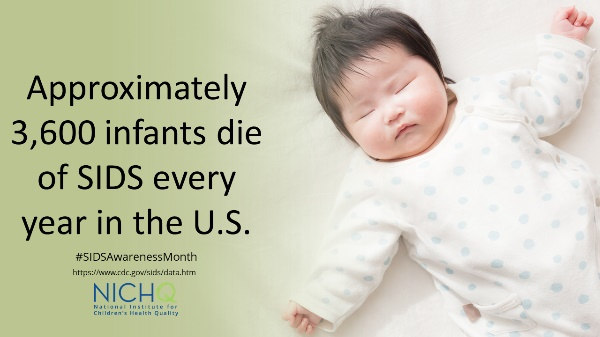 Approximately
3,600 infants die
of SIDS every
year in the U.S.
#SIDSAwarenessMonth
https://www.cdc.gov/sids/data.htm
NICHQ
National Institute for
Children's Health Quality